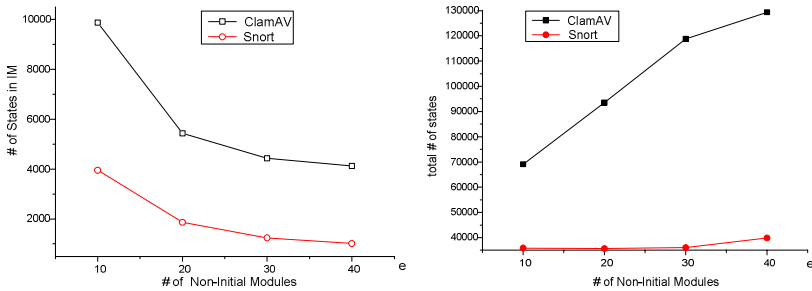 ClamAV
Snort
10000
8000
6000
4000
2000
# of States in IM
10
20
30
40
e
# of Non-Initial Modules
ClamAV
Snort
130000
120000
110000
100000
90000
80000
70000
60000
50000
40000
total # of states
10
20
30
40
e
# of Non-Initial Modules